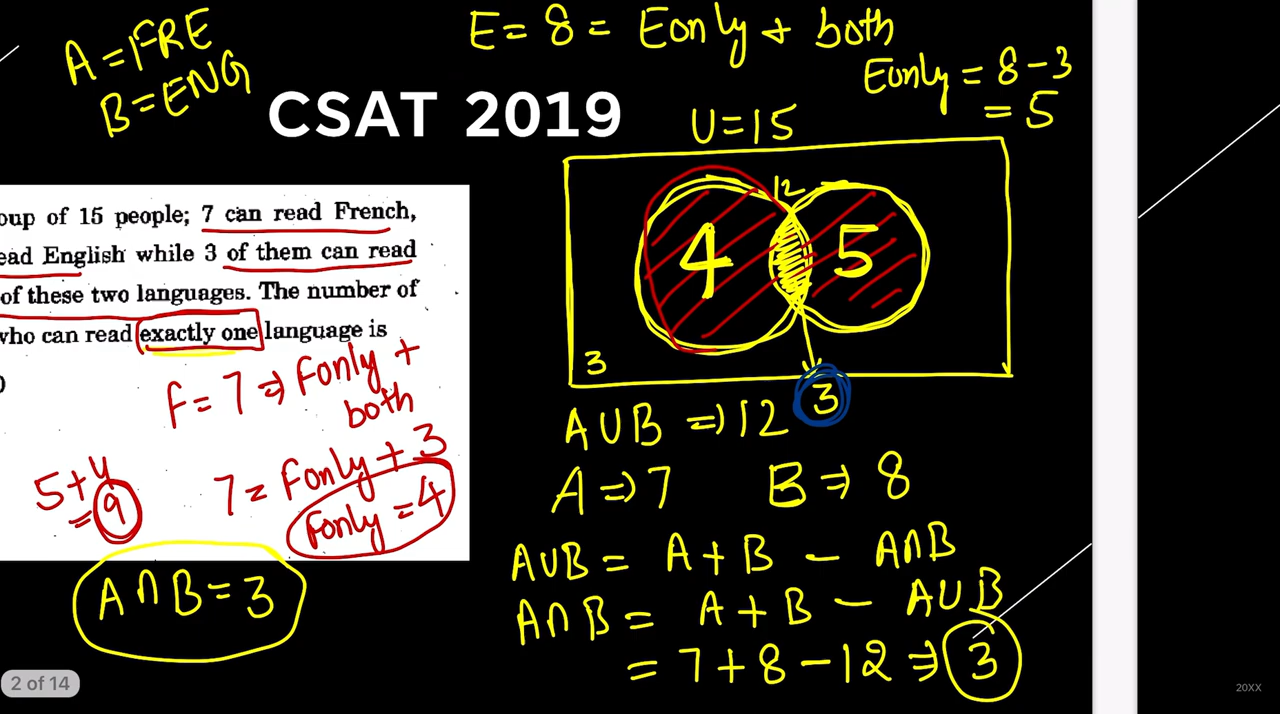 A = FRE
B = ENG
E = 8 = Eonly + both
Eonly = 8 - 3
= 5
CSAT 2019
U = 15
oup of 15 people; 7 can read French,
ead English while 3 of them can read
of these two languages. The number of
who can read exactly one language is
12
4
5
3
3
F = 7 ⇒ Fonly +
both
7 = Fonly + 3
Fonly = 4
5 + 4
= 9
A∩B = 3
A∪B ⇒ 12
A ⇒ 7 B ⇒ 8
A∪B = A + B - A∩B
A∩B = A + B - A∪B
= 7 + 8 - 12 ⇒ 3
2 of 14
20XX